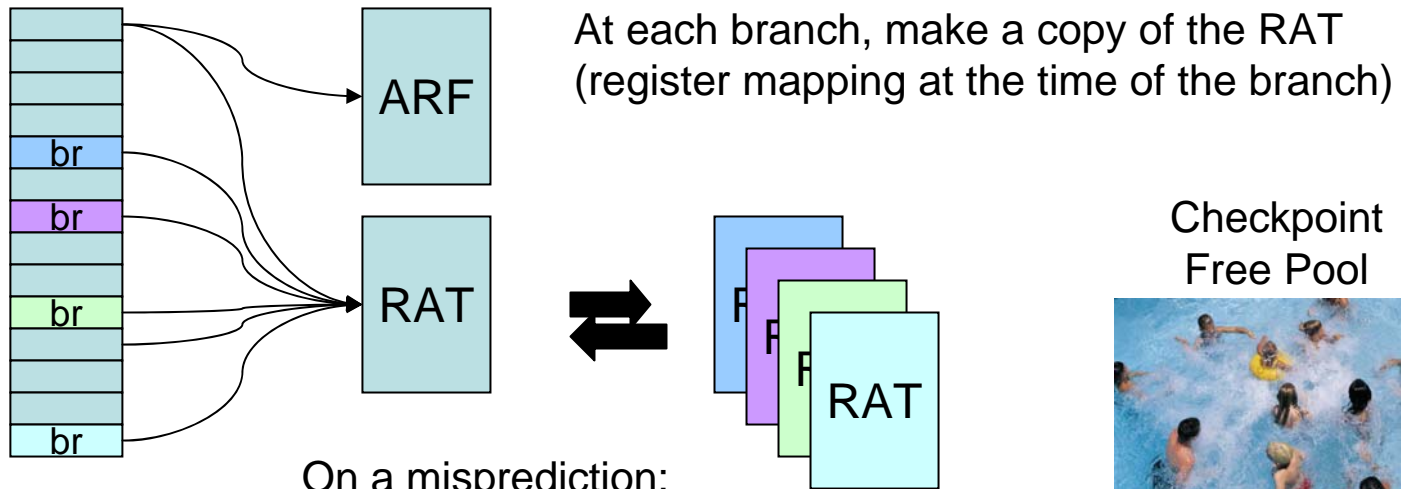 At each branch, make a copy of the RAT
(register mapping at the time of the branch)
ARF
br
br
br
br
RAT
RAT
Checkpoint
Free Pool
On a misprediction: